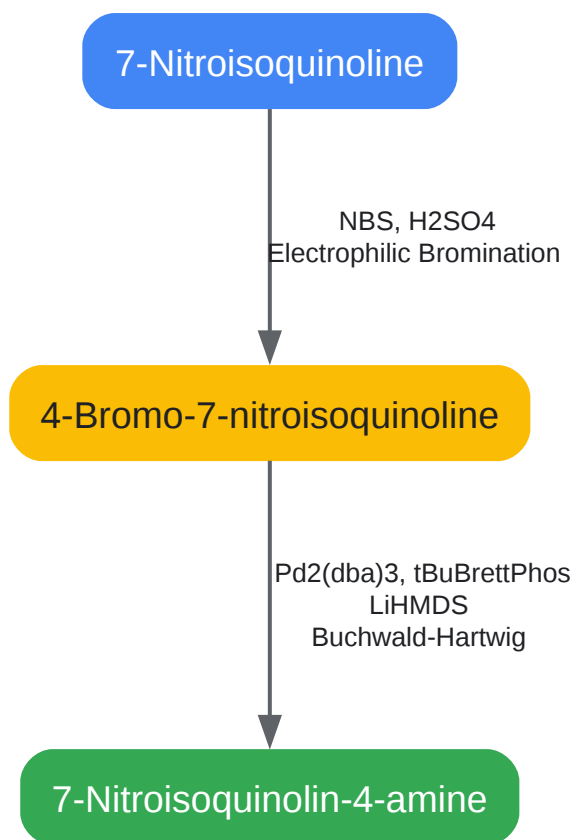 7-Nitroisoquinoline
NBS, H2SO4
Electrophilic Bromination
4-Bromo-7-nitroisoquinoline
Pd2(dba)3, tBuBrettPhos
LiHMDS
Buchwald-Hartwig
7-Nitroisoquinolin-4-amine